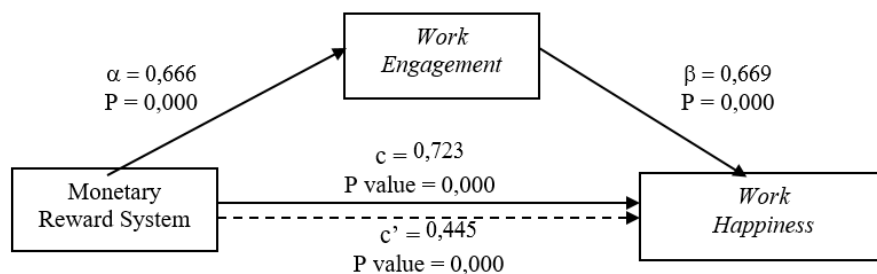 Work
Engagement
α = 0,666
P = 0,000
β = 0,669
P = 0,000
Monetary
Reward System
c = 0,723
P value = 0,000
c’ = 0,445
P value = 0,000
Work
Happiness